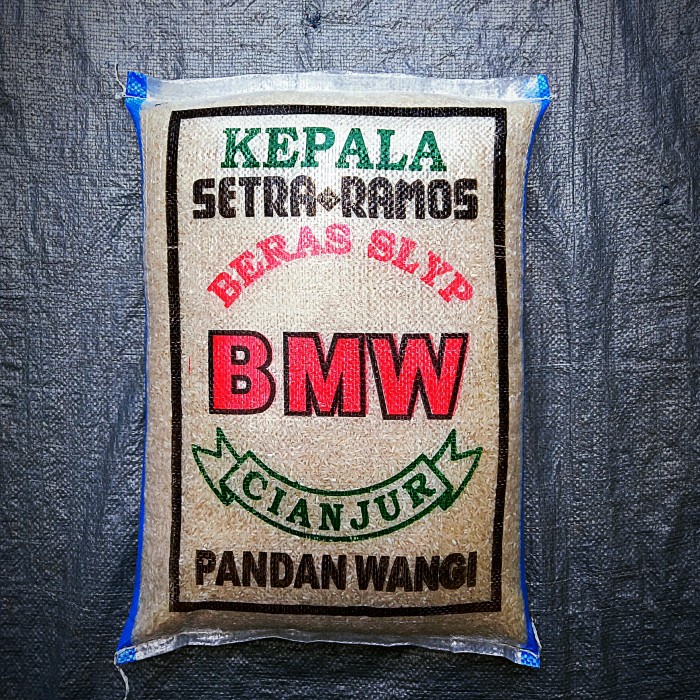 KEPALA
SETRA RAMOS
BERAS SLYP
BMW
CIANJUR
PANDAN WANGI